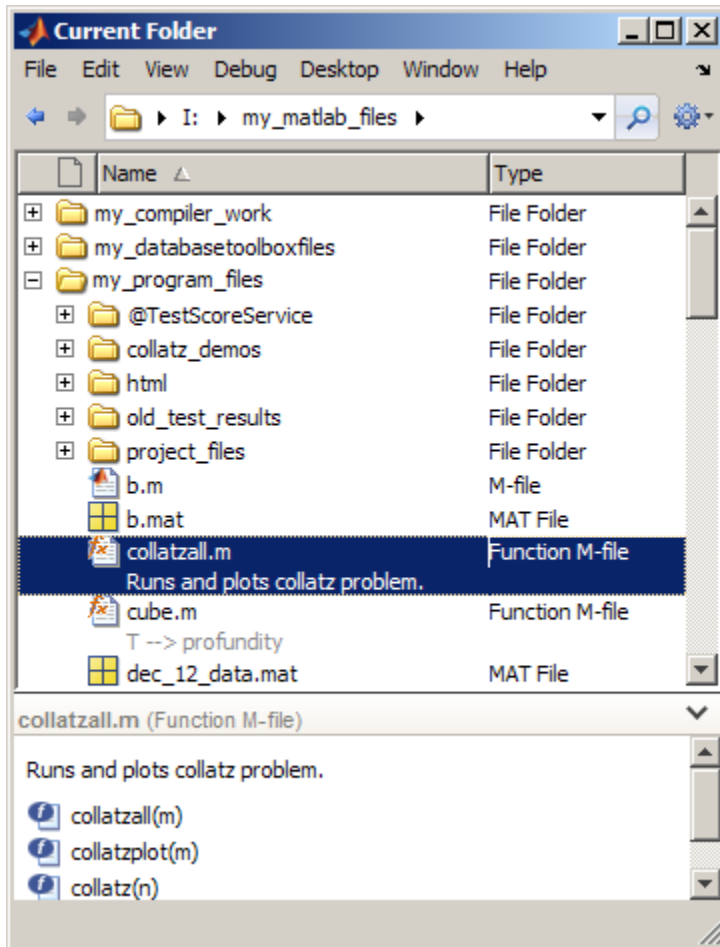 Current Folder
File Edit View Debug Desktop Window Help
I: my_matlab_files
Name Type
my_compiler_work File Folder
my_databasetoolboxfiles File Folder
my_program_files File Folder
@TestScoreService File Folder
collatz_demos File Folder
html File Folder
old_test_results File Folder
project_files File Folder
b.m M-file
b.mat MAT File
collatzall.m Function M-file
Runs and plots collatz problem.
cube.m Function M-file
T --> profundity
dec_12_data.mat MAT File
collatzall.m (Function M-file)
Runs and plots collatz problem.
collatzall(m)
collatzplot(m)
collatz(n)